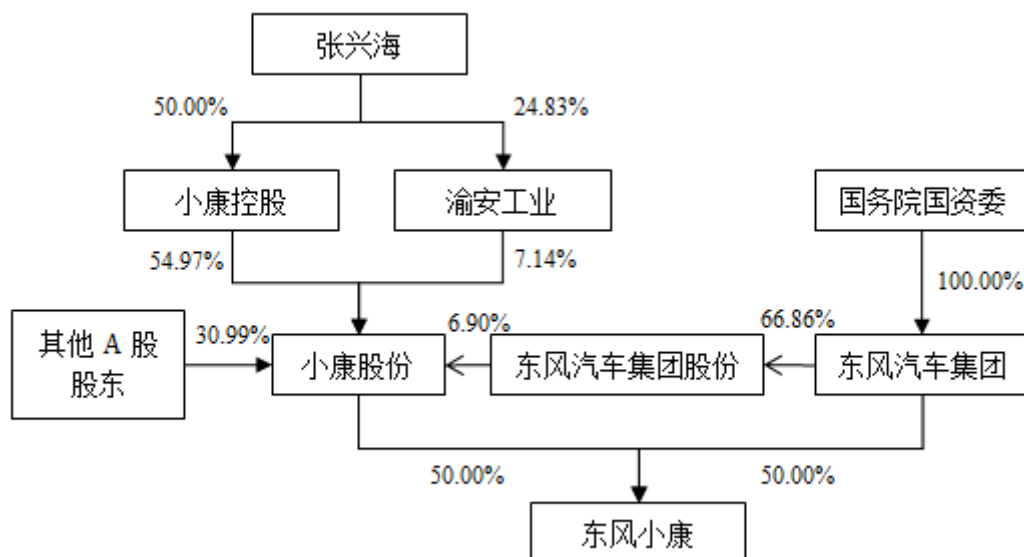 张兴海
50.00%
24.83%
小康控股
渝安工业
国务院国资委
54.97%
7.14%
100.00%
其他 A 股
股东
30.99%
小康股份
6.90%
东风汽车集团股份
66.86%
东风汽车集团
50.00%
50.00%
东风小康